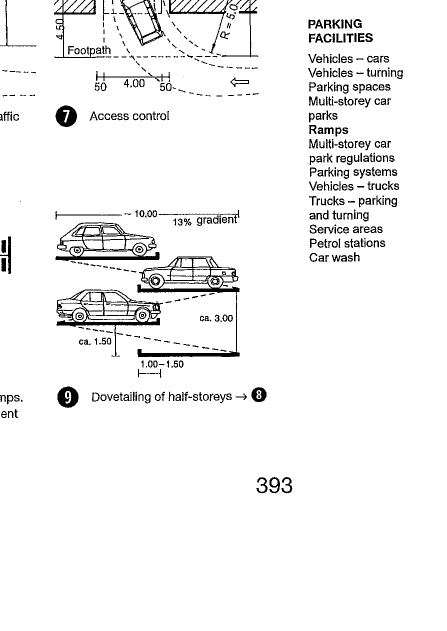 4.50
R = 5.0
Footpath
50 4.00 50
affic
7 Access control
PARKING
FACILITIES
Vehicles – cars
Vehicles – turning
Parking spaces
Multi-storey car
parks
Ramps
Multi-storey car
park regulations
Parking systems
Vehicles – trucks
Trucks – parking
and turning
Service areas
Petrol stations
Car wash
~ 10.00
13% gradient
ca. 3.00
ca. 1.50
1.00–1.50
mps.
ent
9 Dovetailing of half-storeys → 8
393